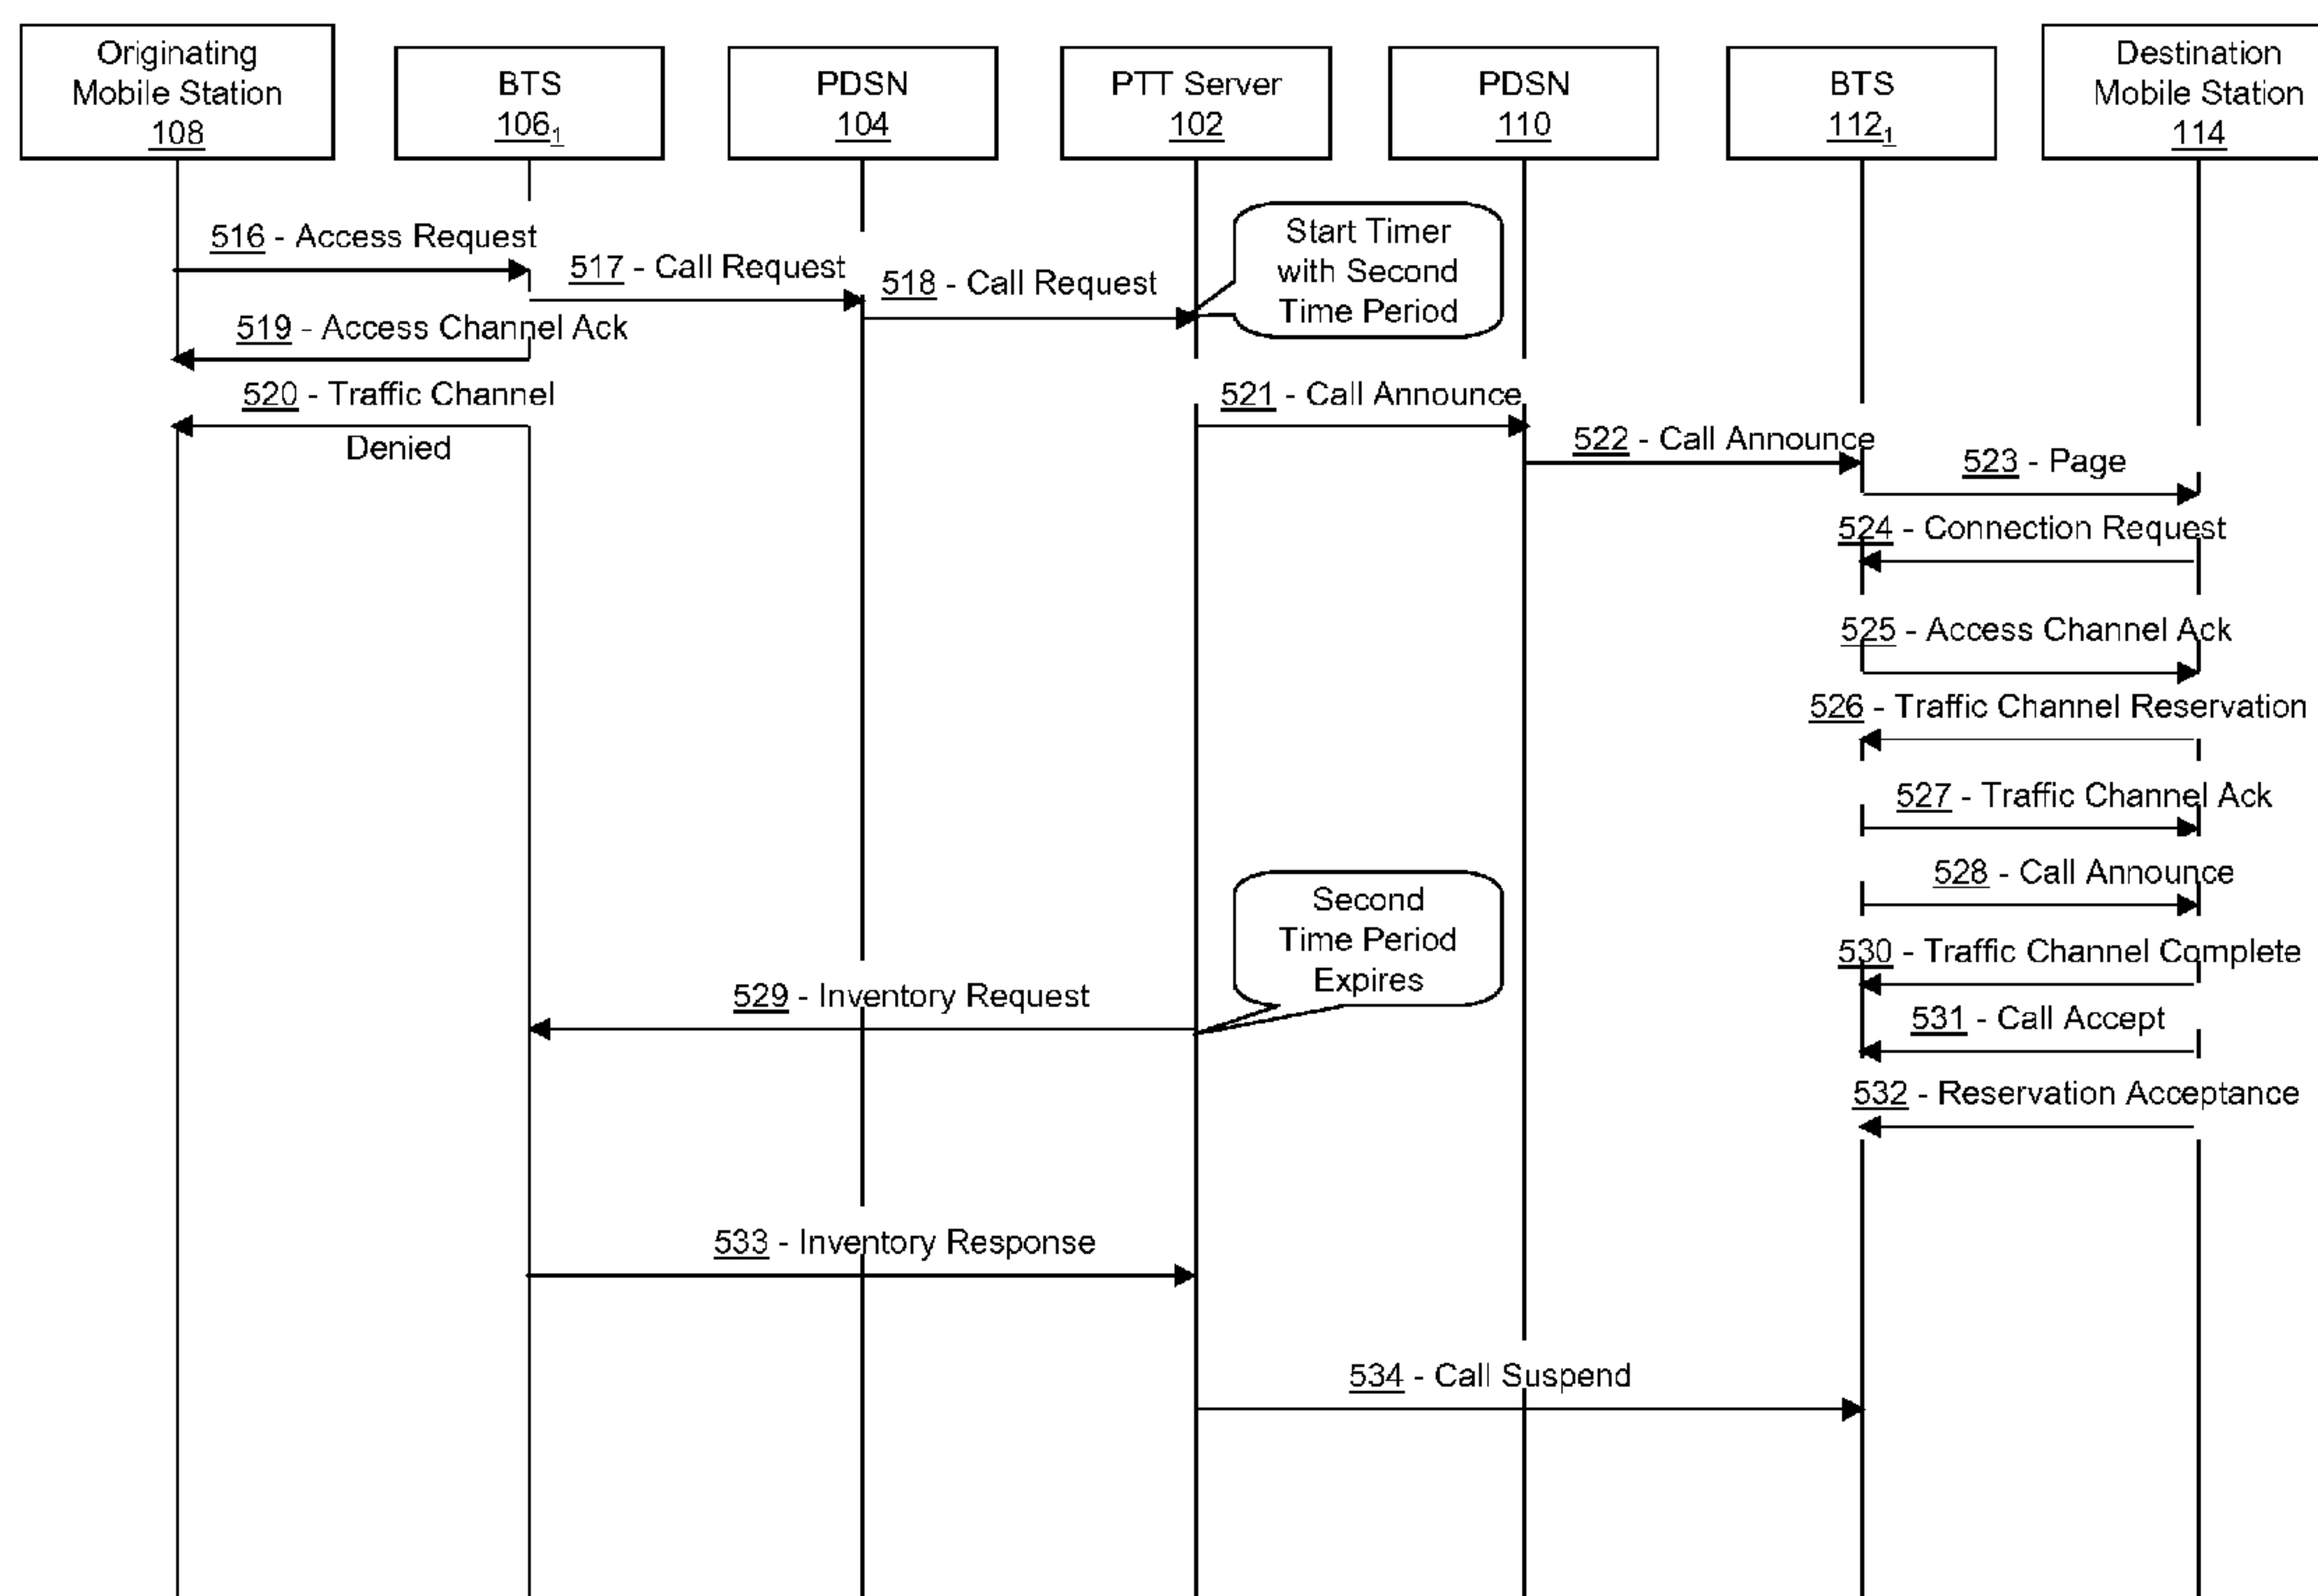 Originating
Mobile Station
108
BTS
106₁
PDSN
104
PTT Server
102
PDSN
110
BTS
112₁
Destination
Mobile Station
114
516 - Access Request
517 - Call Request
518 - Call Request
Start Timer
with Second
Time Period
519 - Access Channel Ack
520 - Traffic Channel
Denied
521 - Call Announce
522 - Call Announce
523 - Page
524 - Connection Request
525 - Access Channel Ack
526 - Traffic Channel Reservation
527 - Traffic Channel Ack
528 - Call Announce
Second
Time Period
Expires
529 - Inventory Request
530 - Traffic Channel Complete
531 - Call Accept
532 - Reservation Acceptance
533 - Inventory Response
534 - Call Suspend